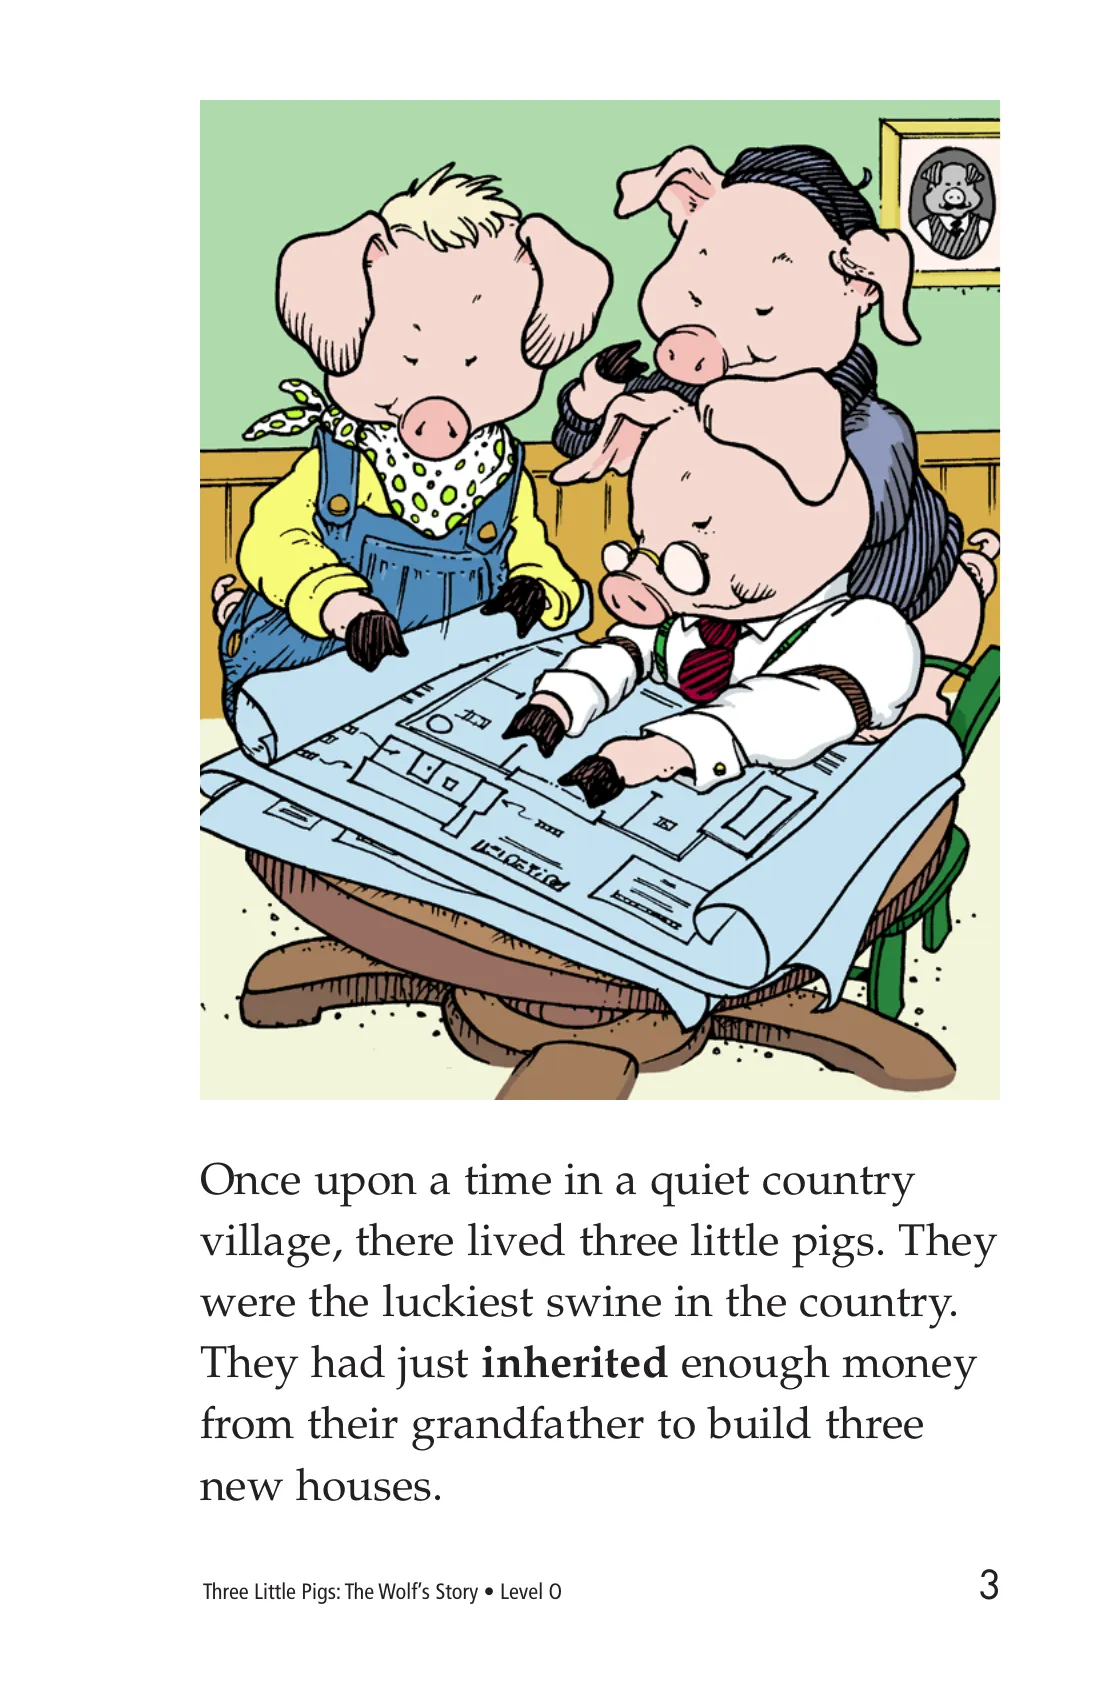 Once upon a time in a quiet country
village, there lived three little pigs. They
were the luckiest swine in the country.
They had just inherited enough money
from their grandfather to build three
new houses.
Three Little Pigs: The Wolf's Story • Level O
3